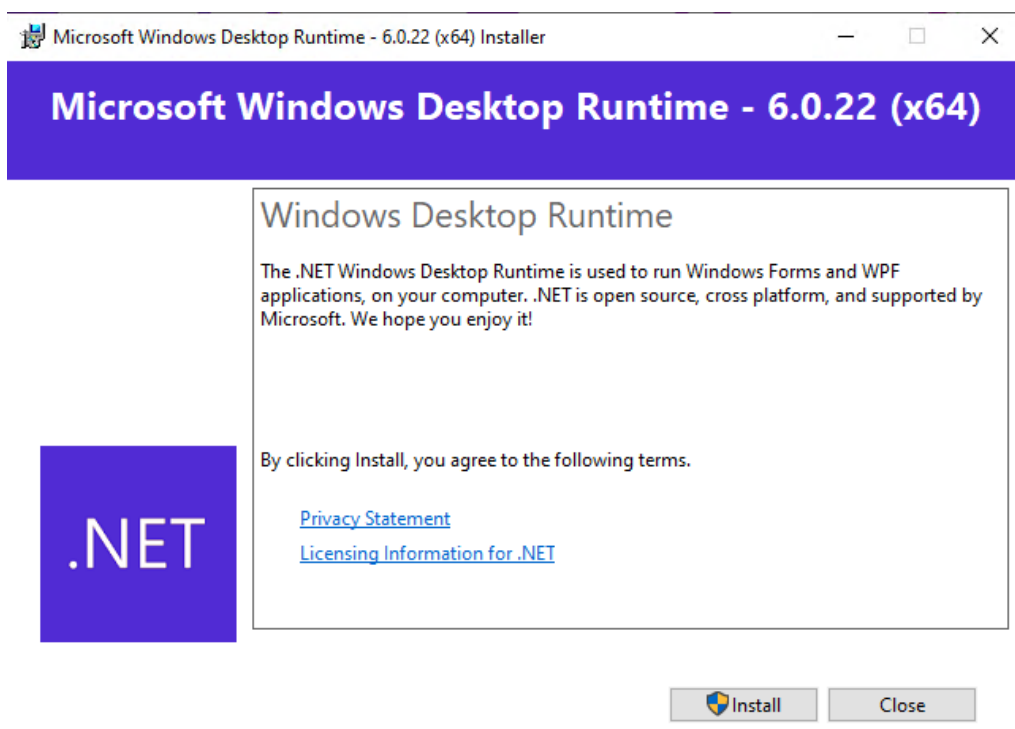 Microsoft Windows Desktop Runtime - 6.0.22 (x64) Installer
Microsoft Windows Desktop Runtime - 6.0.22 (x64)
Windows Desktop Runtime
The .NET Windows Desktop Runtime is used to run Windows Forms and WPF
applications, on your computer. .NET is open source, cross platform, and supported by
Microsoft. We hope you enjoy it!
By clicking Install, you agree to the following terms.
Privacy Statement
Licensing Information for .NET
.NET
Install
Close